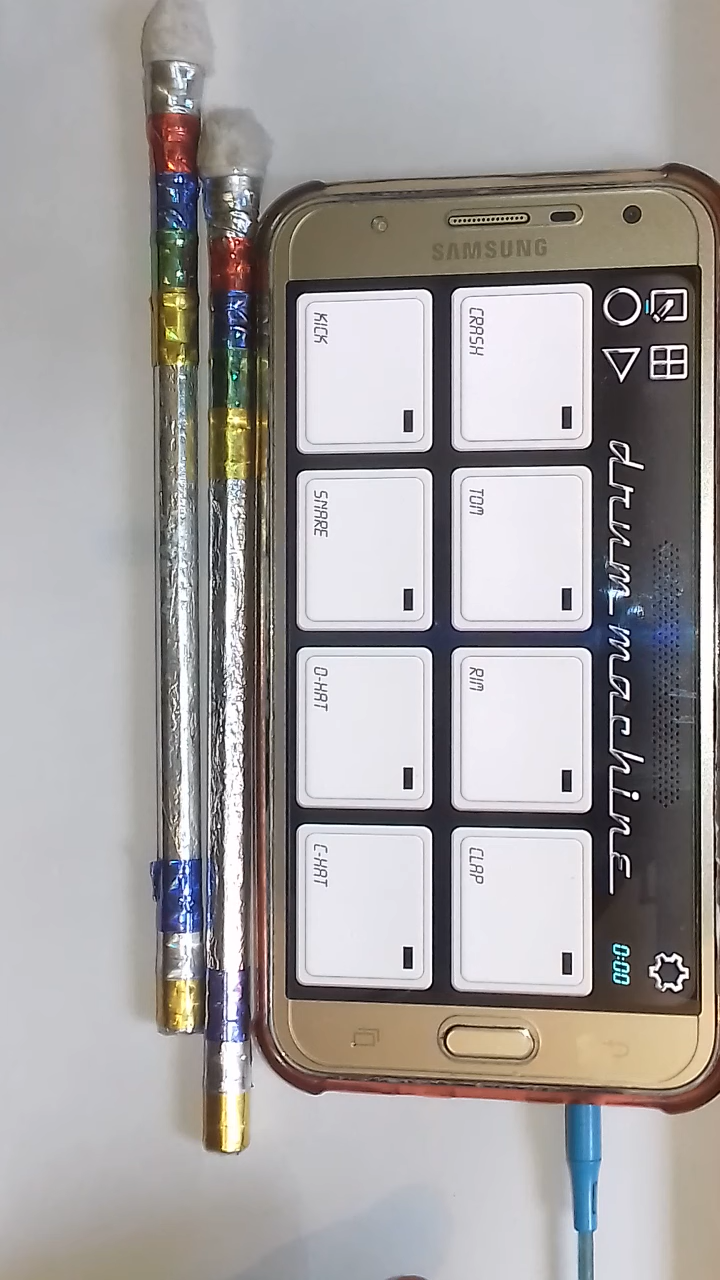 SAMSUNG
drum-machine
0:00
CRASH
TOM
RIM
CLAP
KICK
SNARE
O-HAT
C-HAT